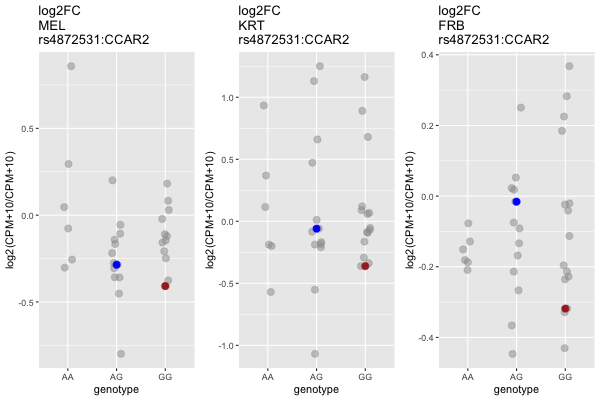 log2FC
MEL
rs4872531:CCAR2
log2(CPM+10/CPM+10)
0.5
0.0
-0.5
AA
AG
GG
genotype
log2FC
KRT
rs4872531:CCAR2
log2(CPM+10/CPM+10)
1.0
0.5
0.0
-0.5
-1.0
AA
AG
GG
genotype
log2FC
FRB
rs4872531:CCAR2
log2(CPM+10/CPM+10)
0.4
0.2
0.0
-0.2
-0.4
AA
AG
GG
genotype